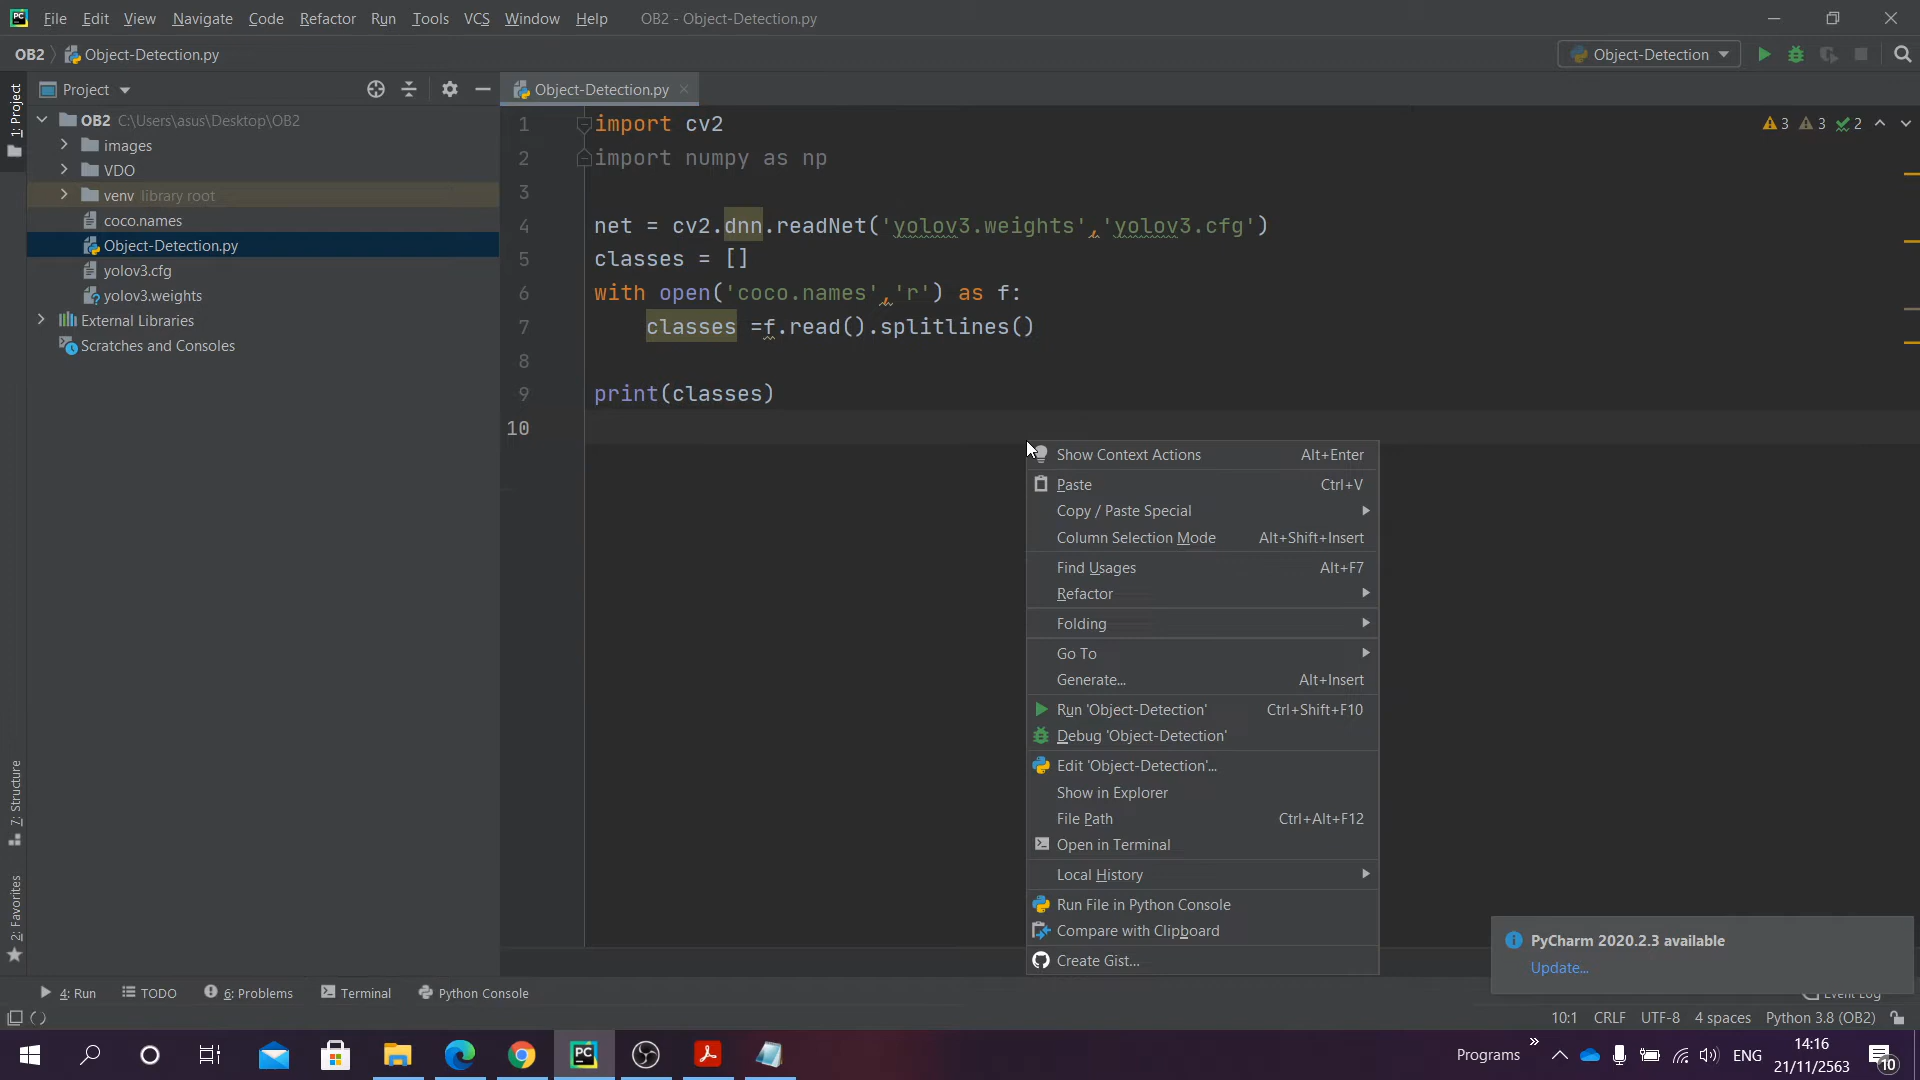 File Edit View Navigate Code Refactor Run Tools VCS Window Help OB2 - Object-Detection.py
OB2 Object-Detection.py Object-Detection
1: Project
Project
OB2 C:\Users\asus\Desktop\OB2
images
VDO
venv library root
coco.names
Object-Detection.py
yolov3.cfg
yolov3.weights
External Libraries
Scratches and Consoles
7: Structure
2: Favorites
Object-Detection.py
3 3 2
1 import cv2
2 import numpy as np
3
4 net = cv2.dnn.readNet('yolov3.weights','yolov3.cfg')
5 classes = []
6 with open('coco.names','r') as f:
7 classes =f.read().splitlines()
8
9 print(classes)
10
Show Context Actions Alt+Enter
Paste Ctrl+V
Copy / Paste Special
Column Selection Mode Alt+Shift+Insert
Find Usages Alt+F7
Refactor
Folding
Go To
Generate... Alt+Insert
Run 'Object-Detection' Ctrl+Shift+F10
Debug 'Object-Detection'
Edit 'Object-Detection'...
Show in Explorer
File Path Ctrl+Alt+F12
Open in Terminal
Local History
Run File in Python Console
Compare with Clipboard
Create Gist...
PyCharm 2020.2.3 available
Update...
4: Run TODO 6: Problems Terminal Python Console Event Log
10:1 CRLF UTF-8 4 spaces Python 3.8 (OB2)
PC
Programs ENG
14:16
21/11/2563
10